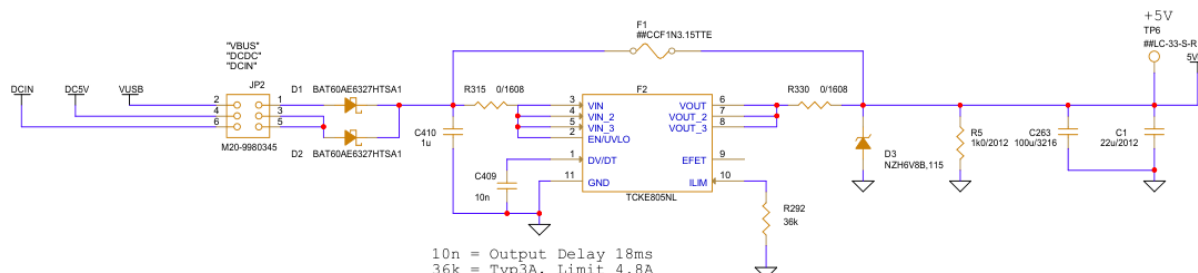 +5V
TP6
##LC-33-S-R
5V
F1
##CCF1N3.15TTE
"VBUS"
"DCDC"
"DCIN"
JP2
DCIN
DC5V
VUSB
2
4
6
1
3
5
M20-9980345
D1
BAT60AE6327HTSA1
D2
BAT60AE6327HTSA1
R315
0/1608
C410
1u
C409
10n
F2
3
4
5
2
1
11
VIN
VIN_2
VIN_3
EN/UVLO
DV/DT
GND
VOUT
VOUT_2
VOUT_3
EFET
ILIM
6
7
8
9
10
TCKE805NL
R330
0/1608
R292
36k
D3
NZH6V8B,115
R5
1k0/2012
C263
100u/3216
C1
22u/2012
10n = Output Delay 18ms
36k = Typ3A, Limit 4.8A